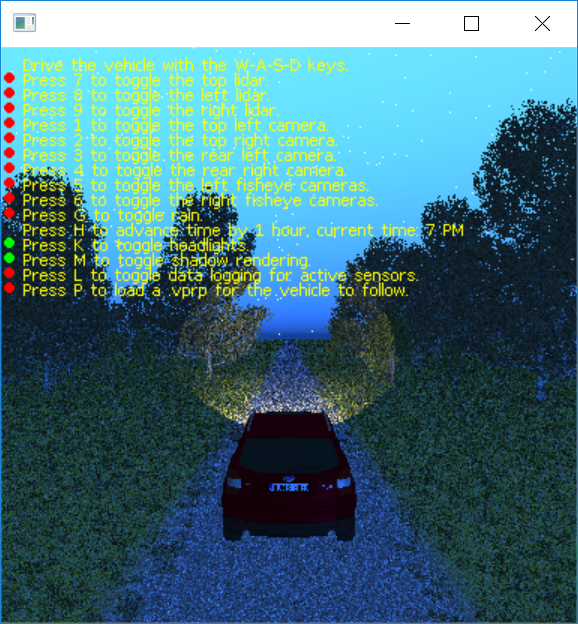 Drive the vehicle with the W-A-S-D keys.
Press 7 to toggle the top lidar.
Press 8 to toggle the left lidar.
Press 9 to toggle the right lidar.
Press 1 to toggle the top left camera.
Press 2 to toggle the top right camera.
Press 3 to toggle the rear left camera.
Press 4 to toggle the rear right camera.
Press 5 to toggle the left fisheye cameras.
Press 6 to toggle the right fisheye cameras.
Press G to toggle rain.
Press H to advance time by 1 hour, current time: 7 PM
Press K to toggle headlights.
Press M to toggle shadow rendering.
Press L to toggle data logging for active sensors.
Press P to load a .vprp for the vehicle to follow.